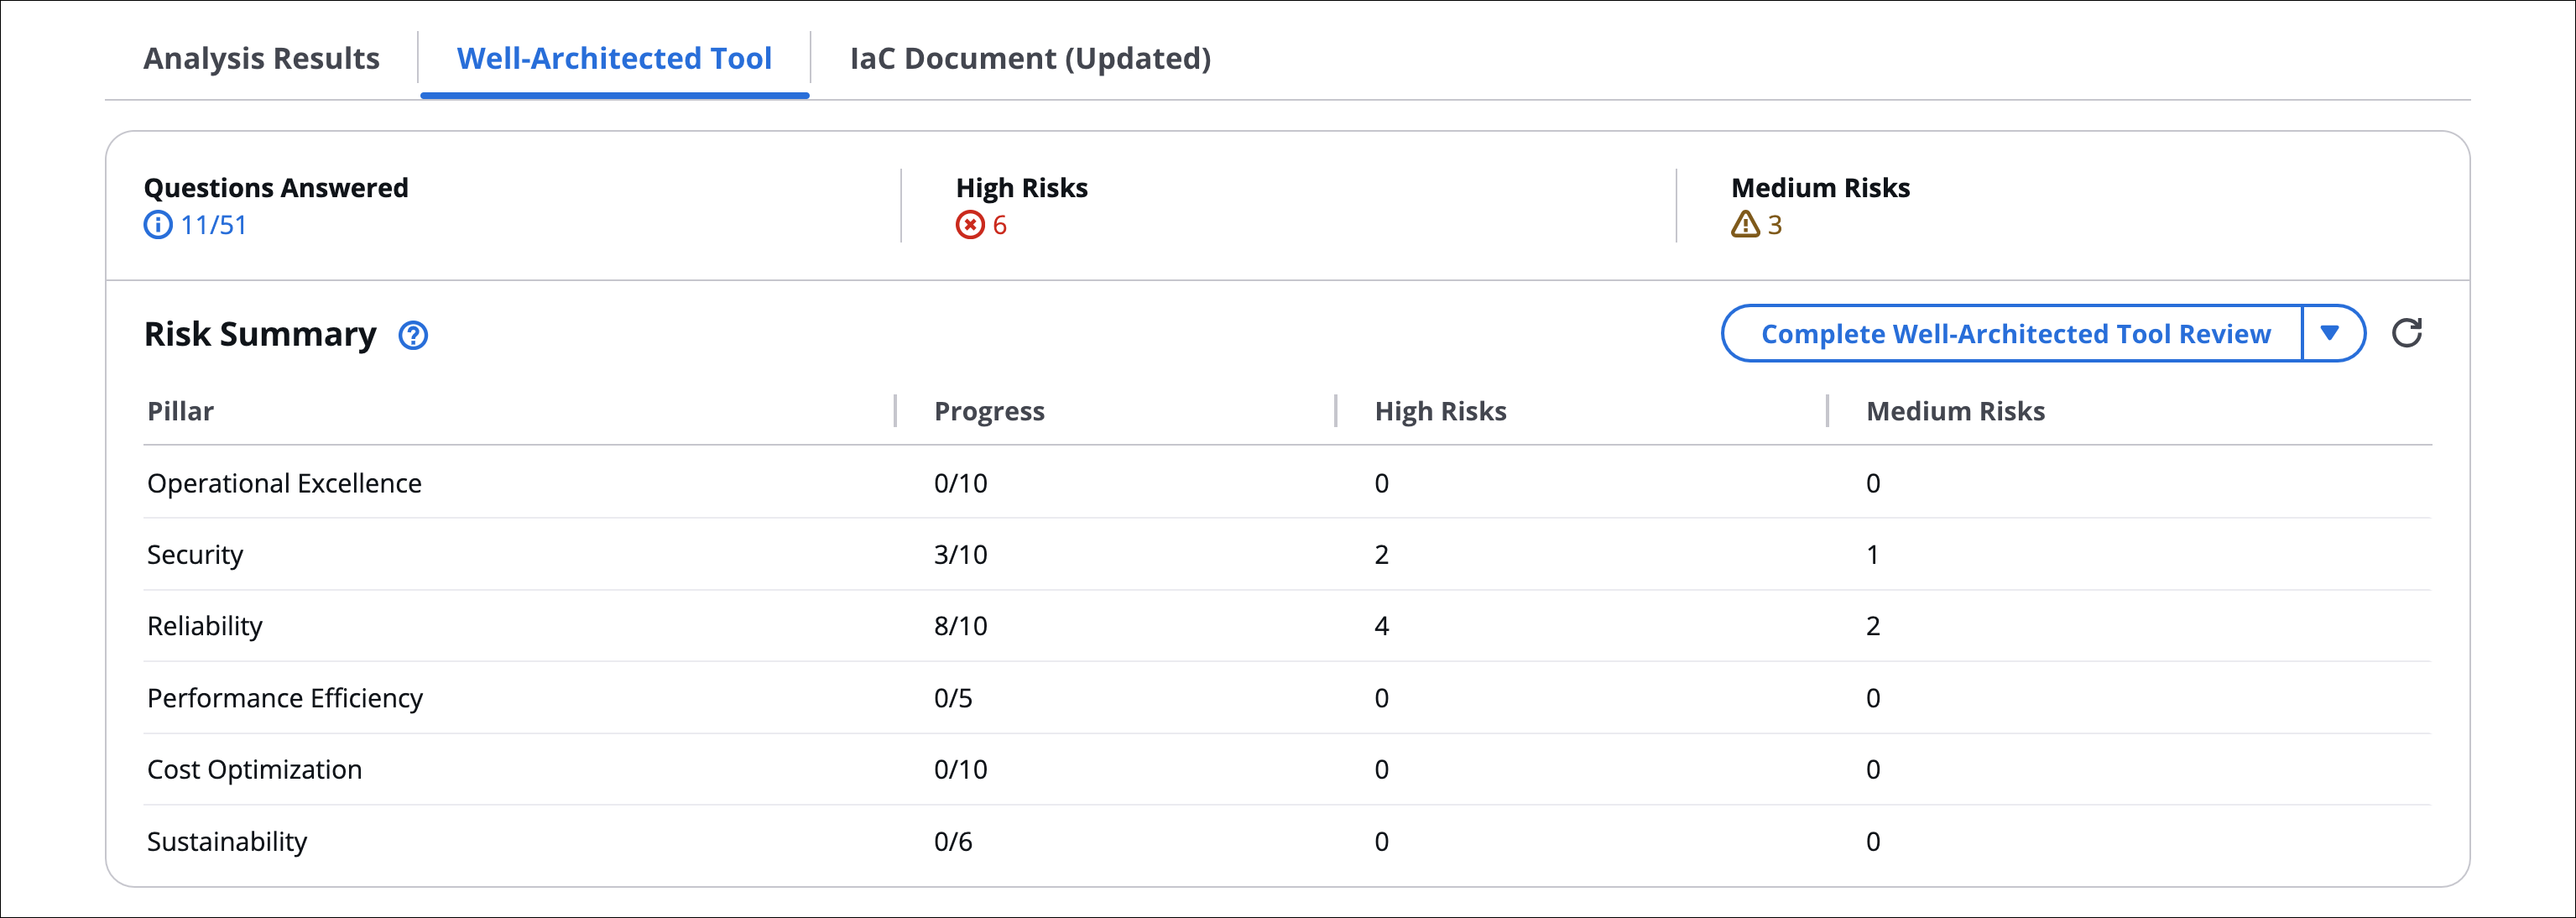 Analysis Results Well-Architected Tool IaC Document (Updated)
Questions Answered High Risks Medium Risks
11/51 6 3
Risk Summary Complete Well-Architected Tool Review
Pillar Progress High Risks Medium Risks
Operational Excellence 0/10 0 0
Security 3/10 2 1
Reliability 8/10 4 2
Performance Efficiency 0/5 0 0
Cost Optimization 0/10 0 0
Sustainability 0/6 0 0